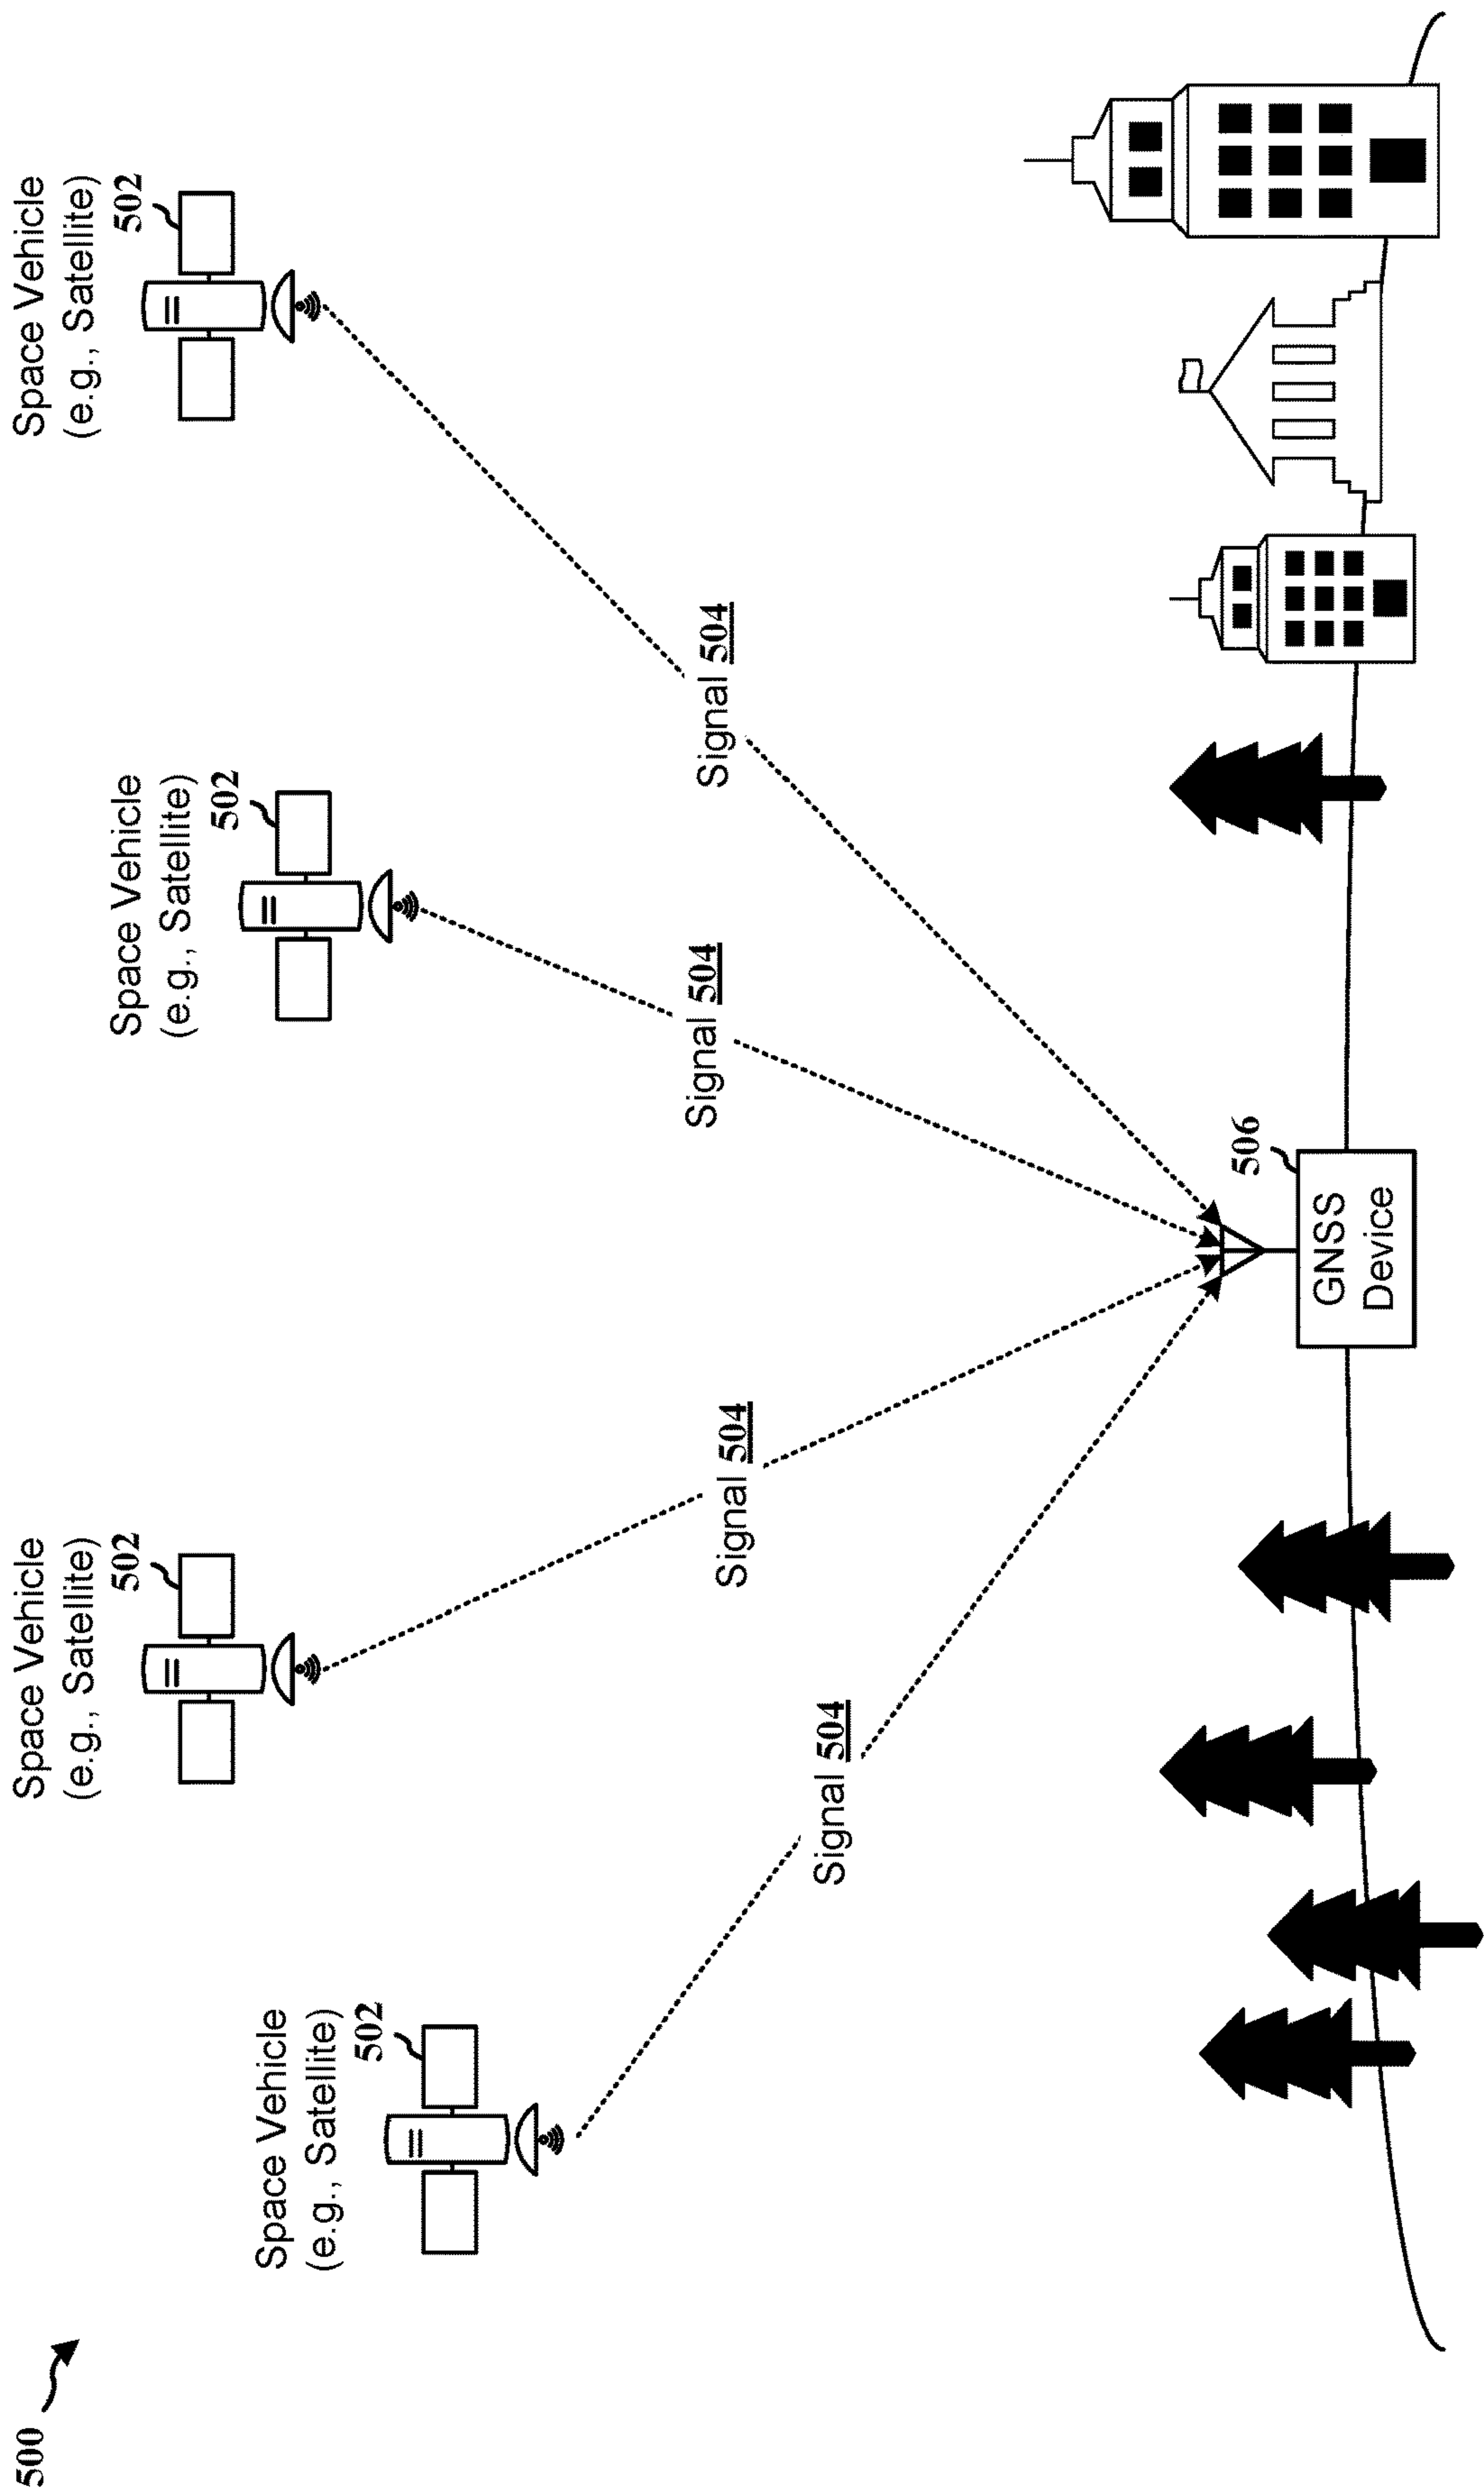 500
Space Vehicle
(e.g., Satellite)
502
Space Vehicle
(e.g., Satellite)
502
Space Vehicle
(e.g., Satellite)
502
Space Vehicle
(e.g., Satellite)
502
Signal 504
Signal 504
Signal 504
Signal 504
506
GNSS
Device